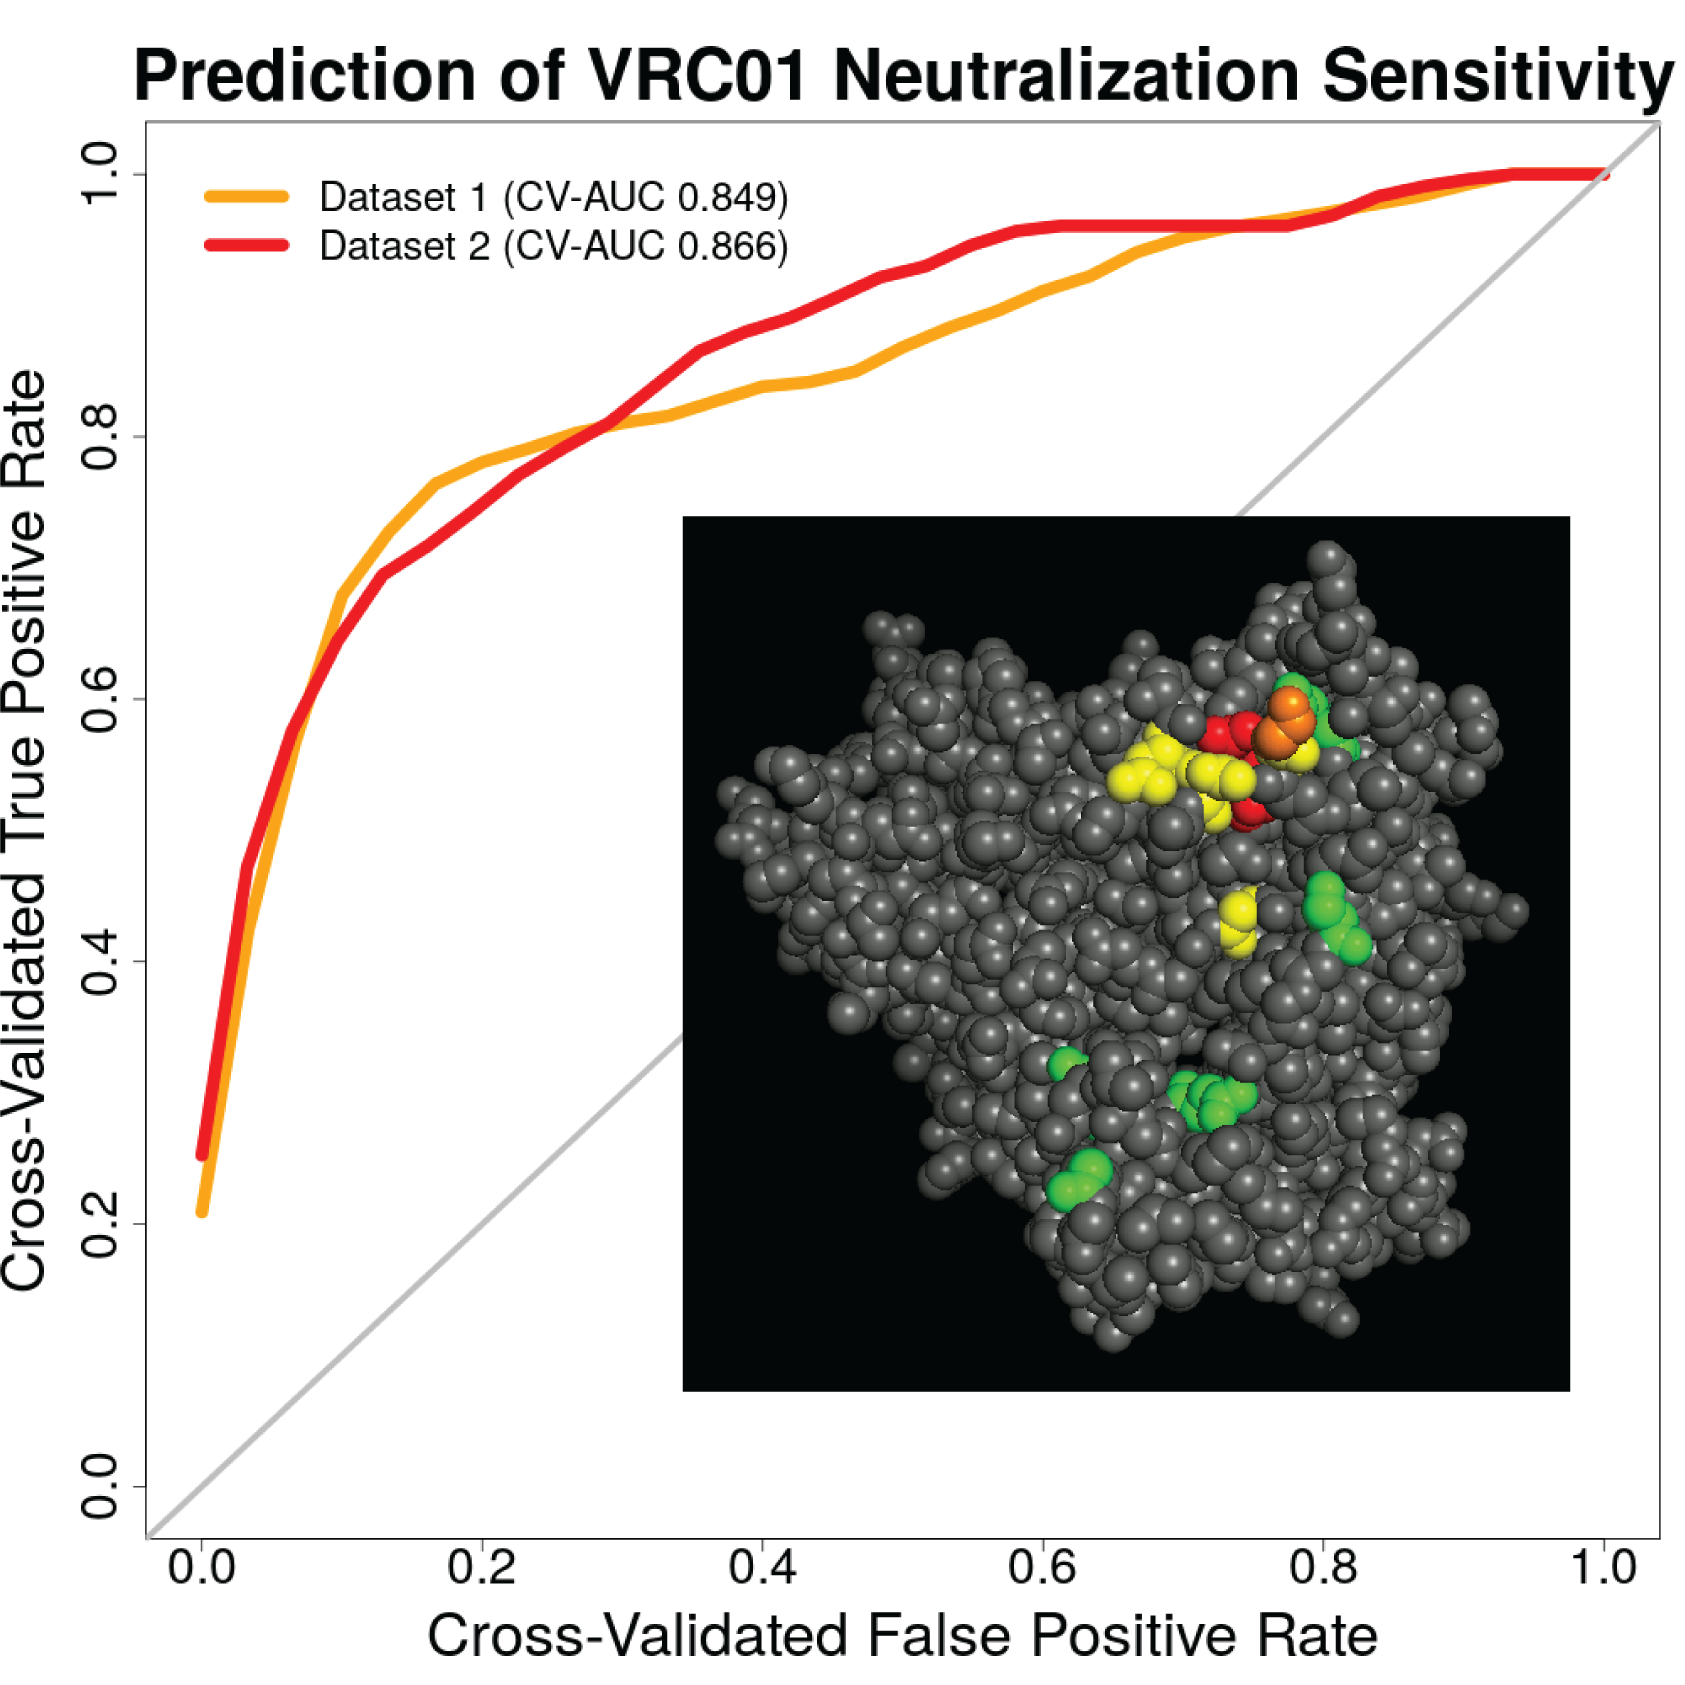 Prediction of VRC01 Neutralization Sensitivity
Dataset 1 (CV-AUC 0.849)
Dataset 2 (CV-AUC 0.866)
Cross-Validated True Positive Rate
1.0
0.8
0.6
0.4
0.2
0.0
0.0 0.2 0.4 0.6 0.8 1.0
Cross-Validated False Positive Rate